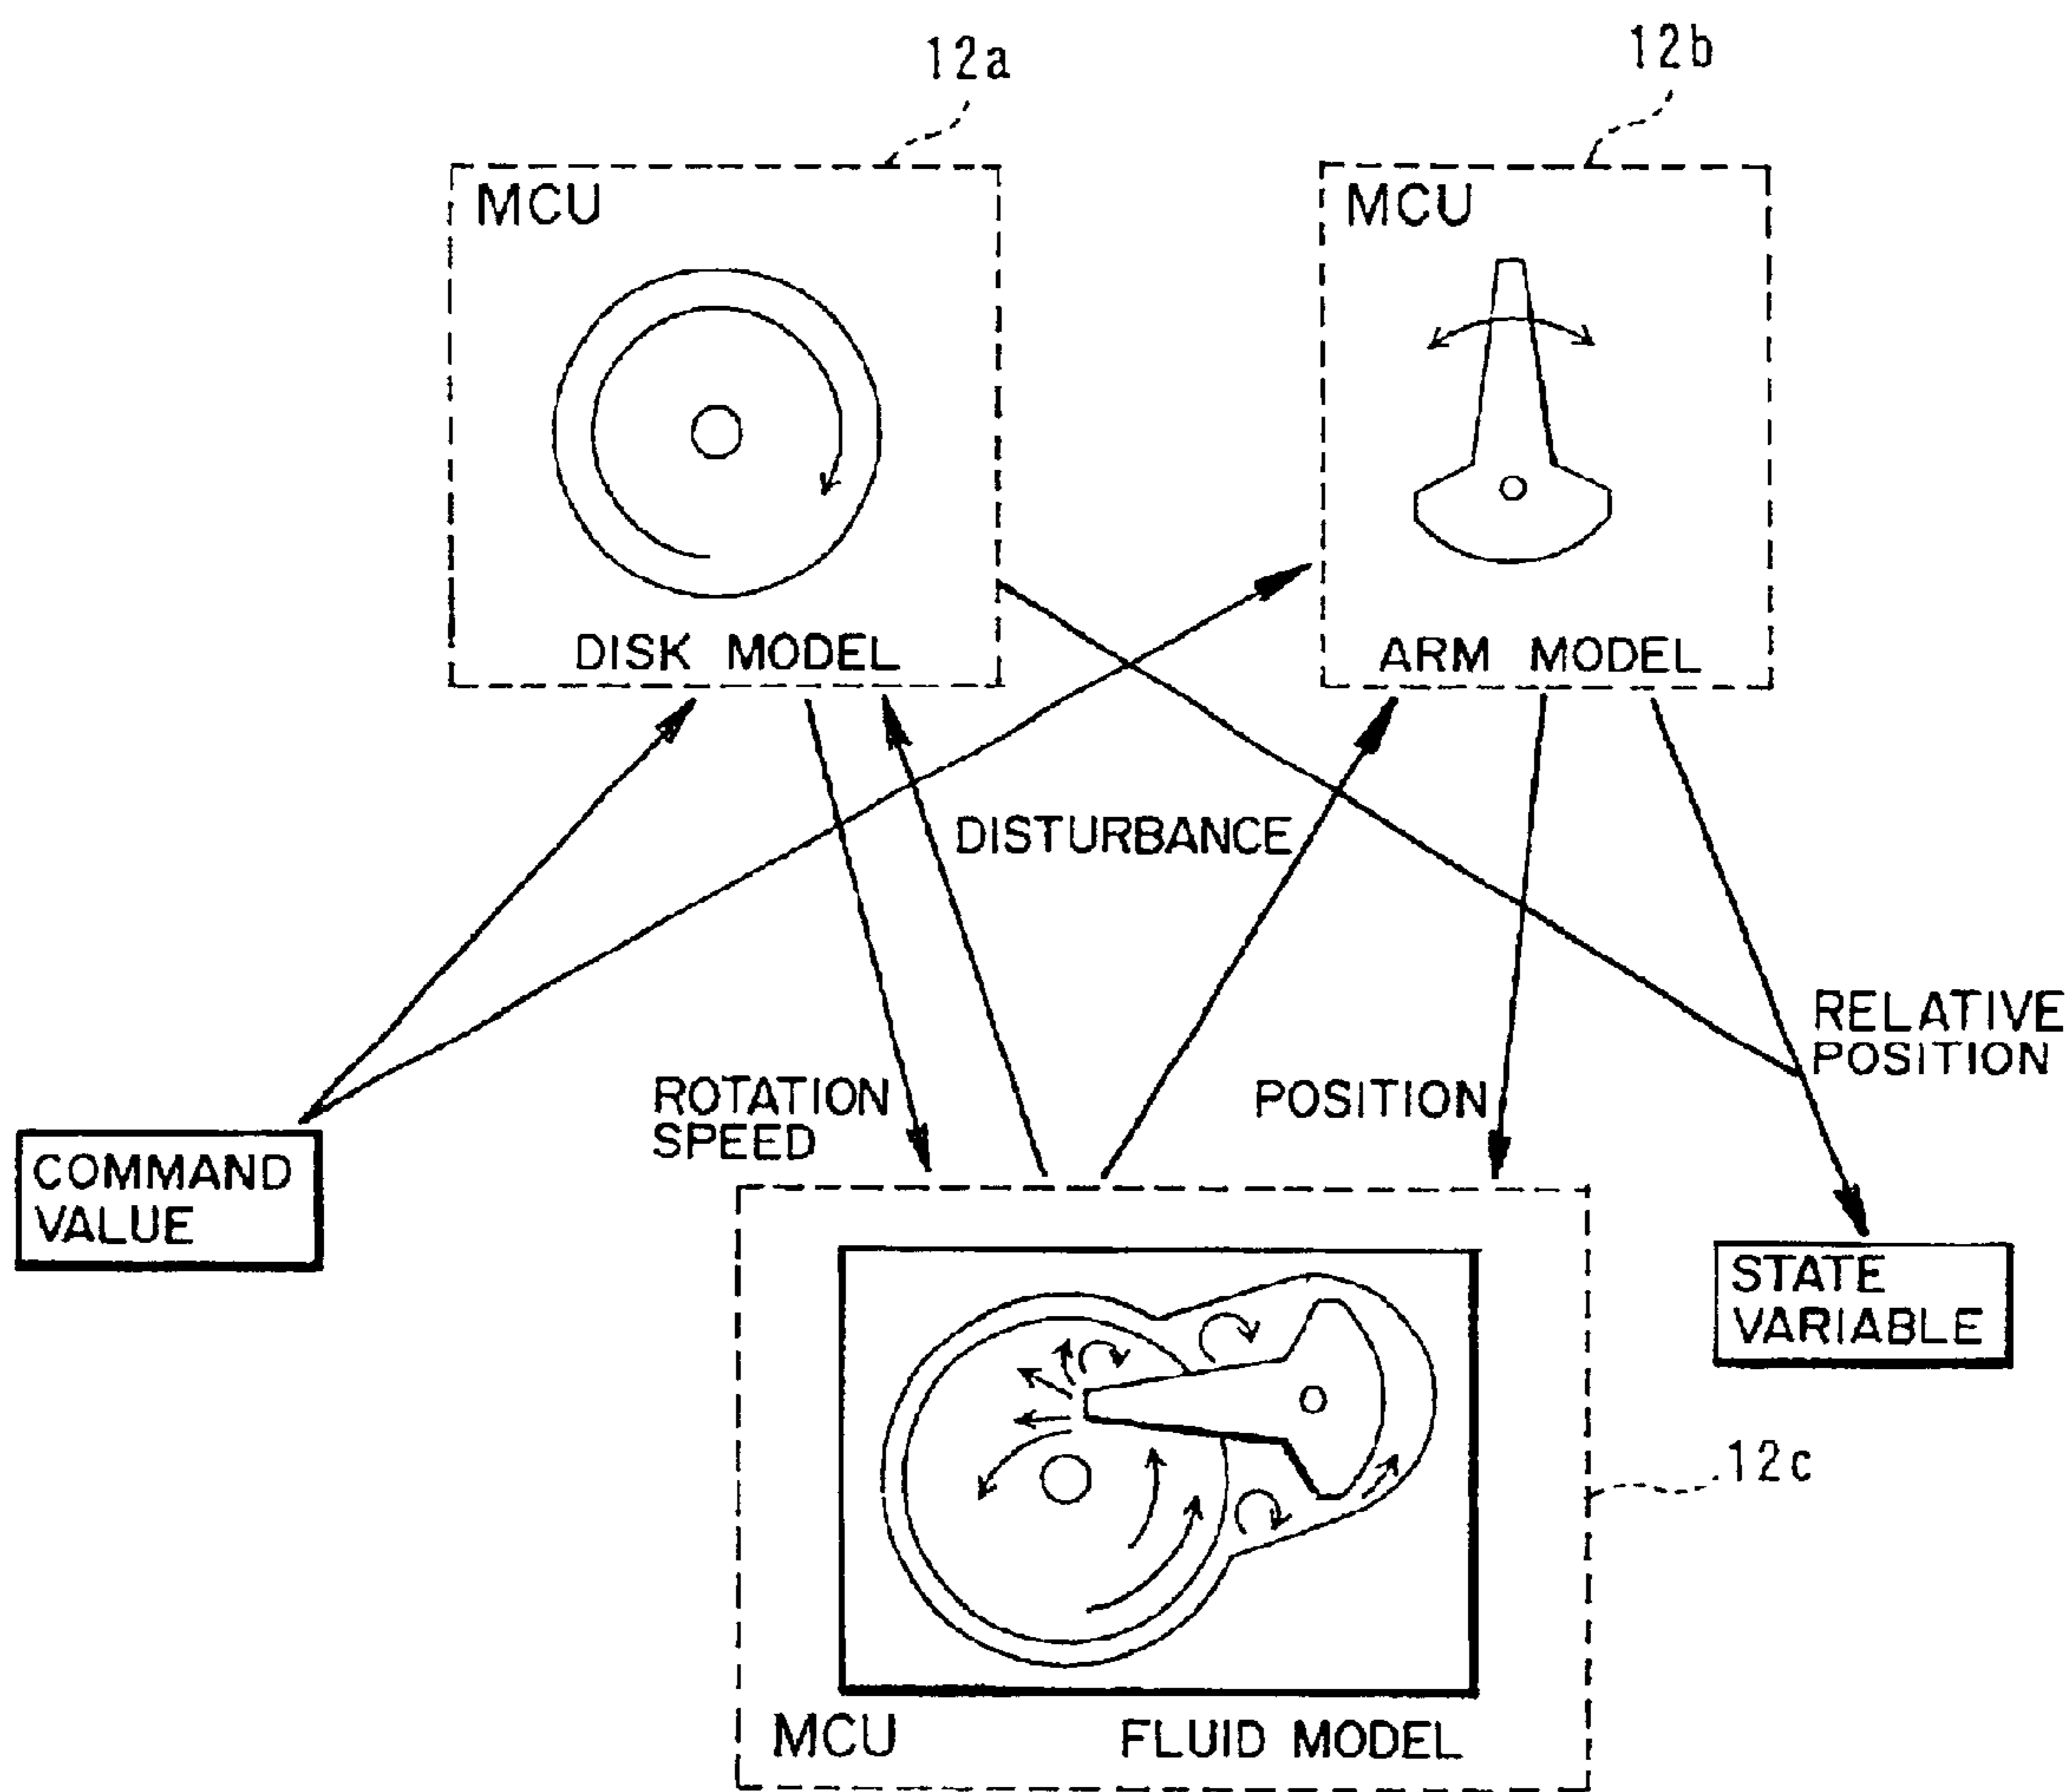 12a
12b
MCU
MCU
DISK MODEL
ARM MODEL
DISTURBANCE
RELATIVE
POSITION
ROTATION
SPEED
POSITION
COMMAND
VALUE
STATE
VARIABLE
12c
MCU
FLUID MODEL